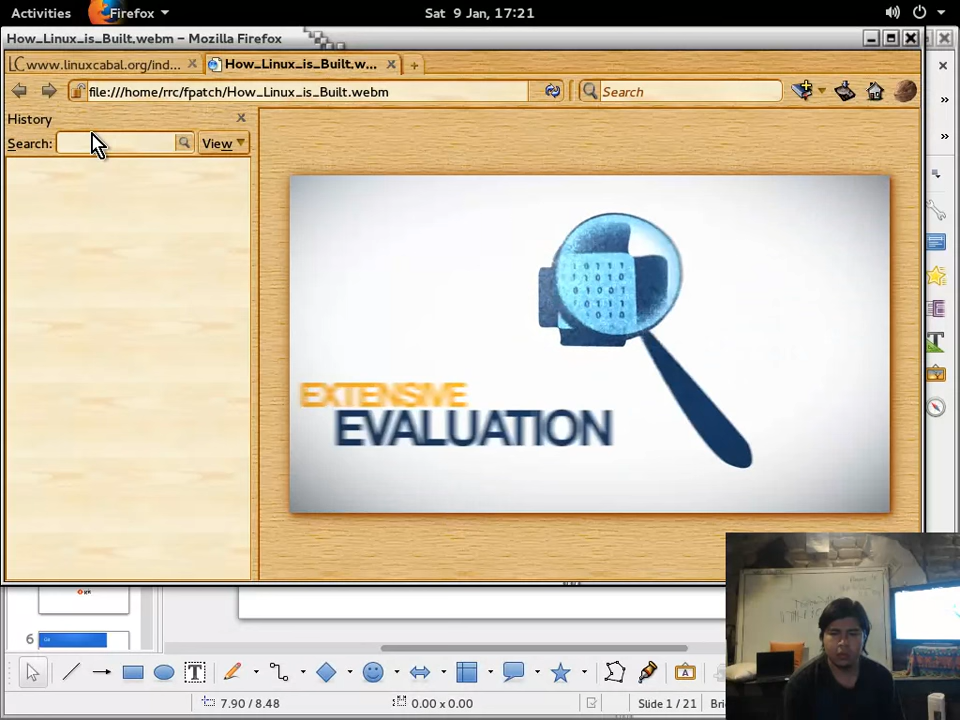 Activities
Firefox
Sat 9 Jan, 17:21
How_Linux_is_Built.webm – Mozilla Firefox
www.linuxcabal.org/ind...
How_Linux_is_Built.w...
file:///home/rrc/fpatch/How_Linux_is_Built.webm
Search
History
Search:
View
EXTENSIVE
EVALUATION
6
7.90 / 8.48
0.00 x 0.00
Slide 1 / 21